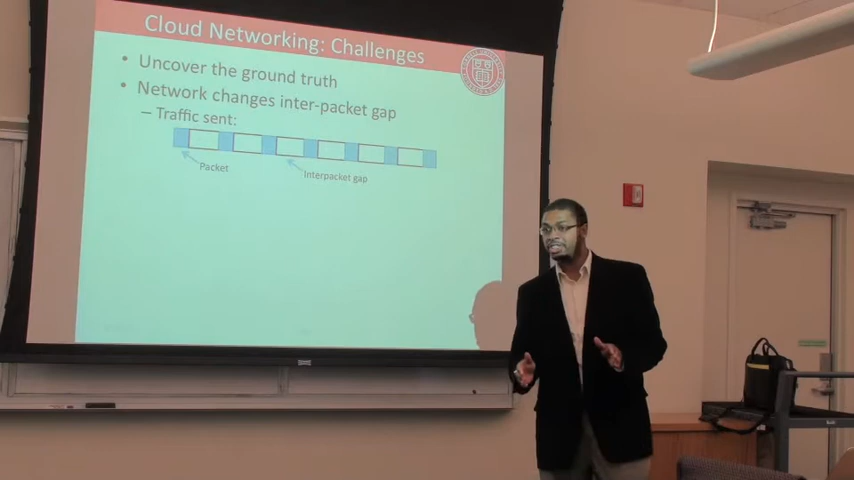 Cloud Networking: Challenges
• Uncover the ground truth
• Network changes inter-packet gap
– Traffic sent:
Packet
Interpacket gap